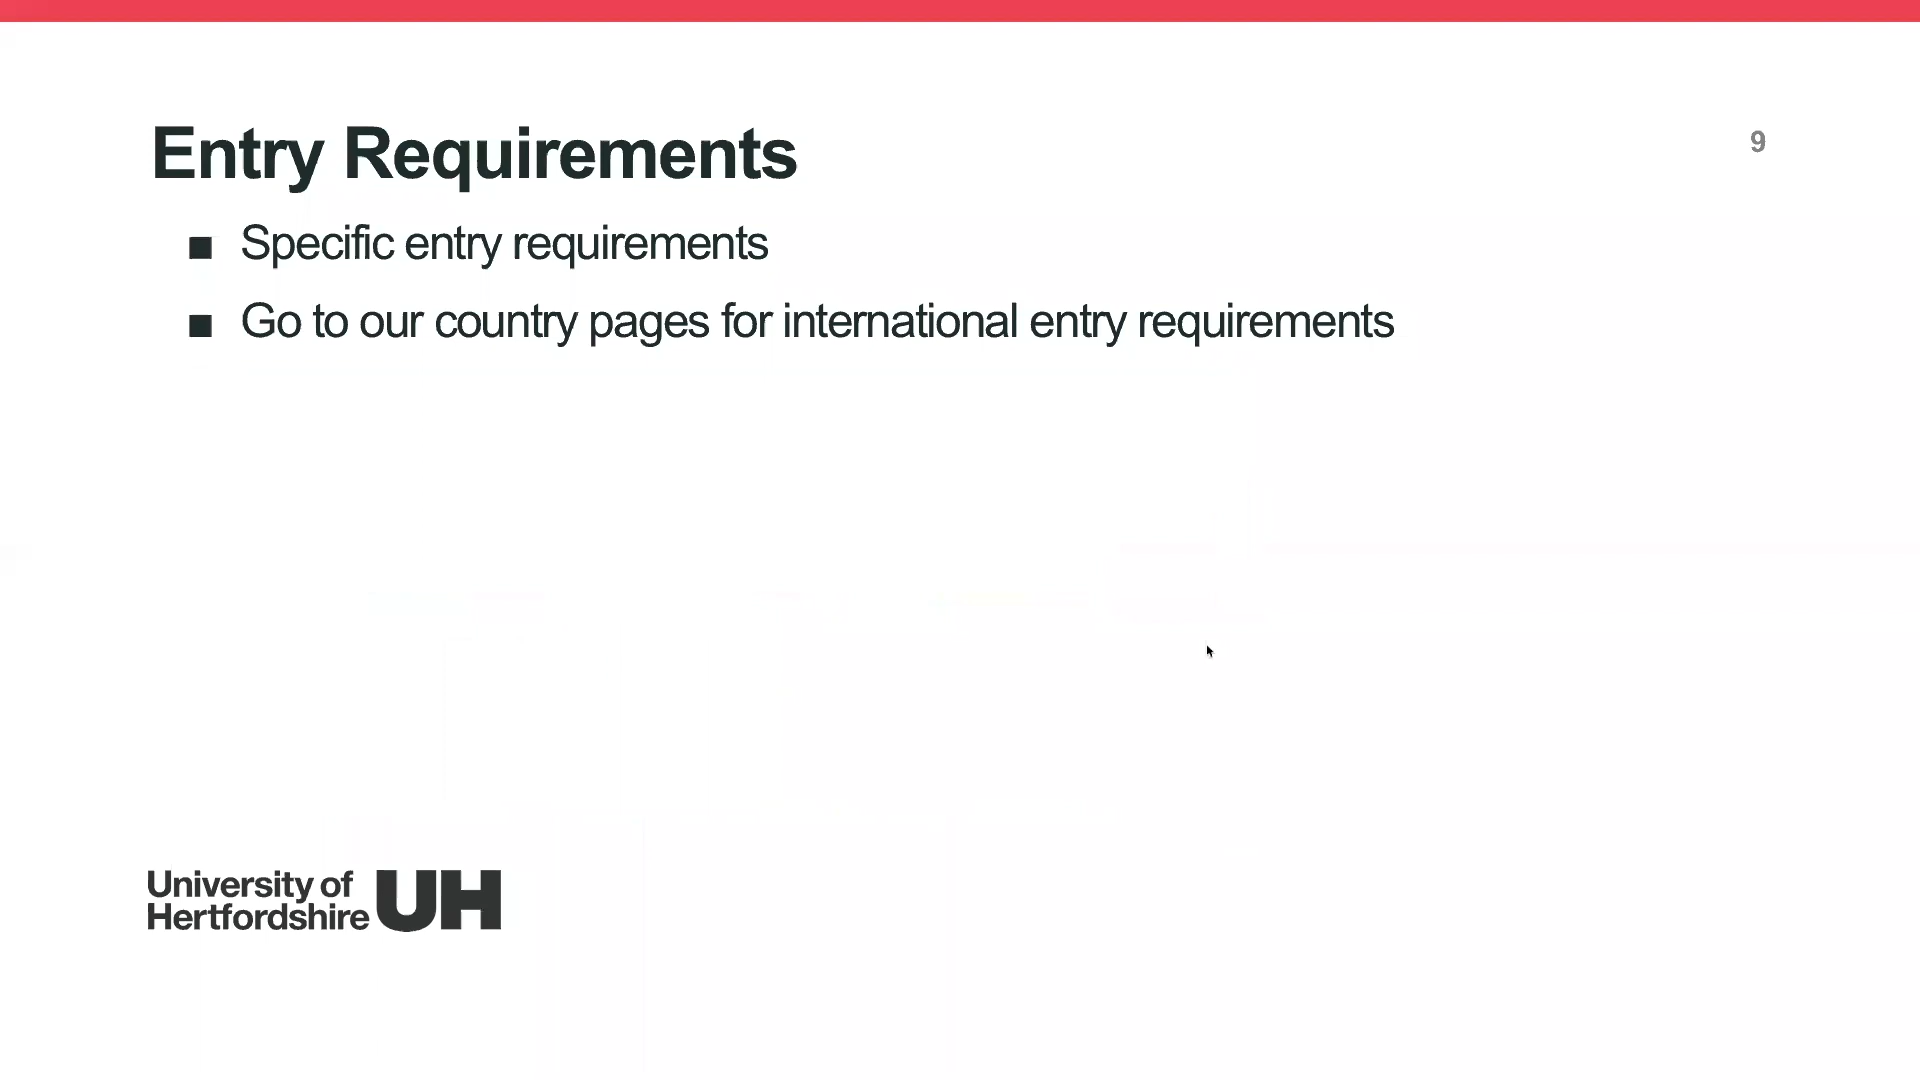 Entry Requirements
9
■ Specific entry requirements
■ Go to our country pages for international entry requirements
University of
Hertfordshire
UH